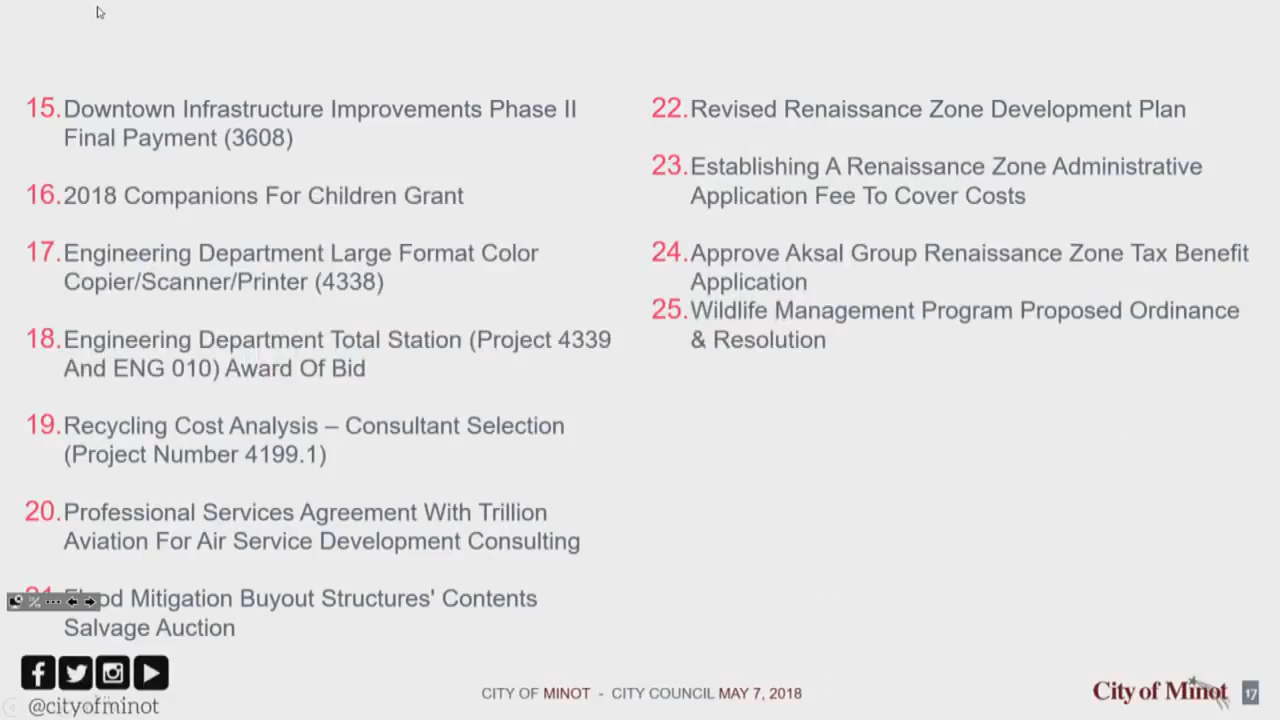 15. Downtown Infrastructure Improvements Phase II
Final Payment (3608)
16. 2018 Companions For Children Grant
17. Engineering Department Large Format Color
Copier/Scanner/Printer (4338)
18. Engineering Department Total Station (Project 4339
And ENG 010) Award Of Bid
19. Recycling Cost Analysis – Consultant Selection
(Project Number 4199.1)
20. Professional Services Agreement With Trillion
Aviation For Air Service Development Consulting
21. Flood Mitigation Buyout Structures' Contents
Salvage Auction
22. Revised Renaissance Zone Development Plan
23. Establishing A Renaissance Zone Administrative
Application Fee To Cover Costs
24. Approve Aksal Group Renaissance Zone Tax Benefit
Application
25. Wildlife Management Program Proposed Ordinance
& Resolution
@cityofminot
CITY OF MINOT - CITY COUNCIL MAY 7, 2018
City of Minot
17